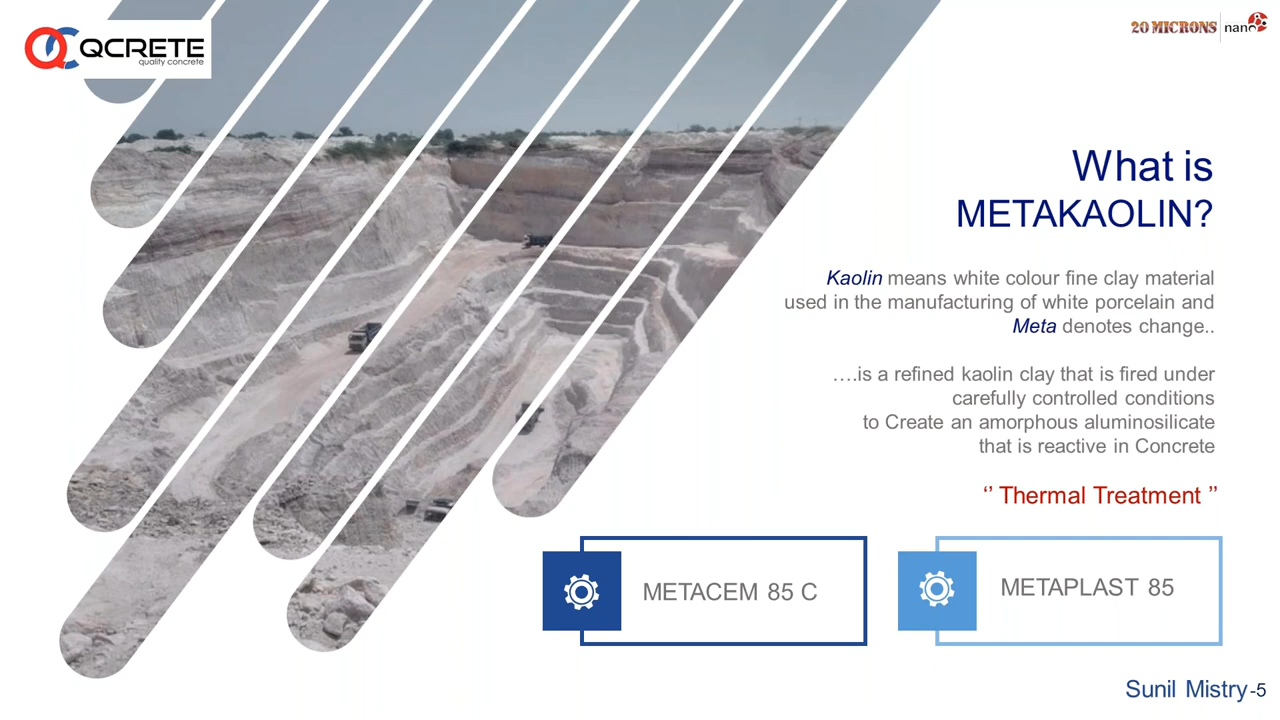 QCRETE
quality concrete
20 MICRONS nano
What is
METAKAOLIN?
Kaolin means white colour fine clay material
used in the manufacturing of white porcelain and
Meta denotes change..
….is a refined kaolin clay that is fired under
carefully controlled conditions
to Create an amorphous aluminosilicate
that is reactive in Concrete
‘’ Thermal Treatment ’’
METACEM 85 C
METAPLAST 85
Sunil Mistry-5